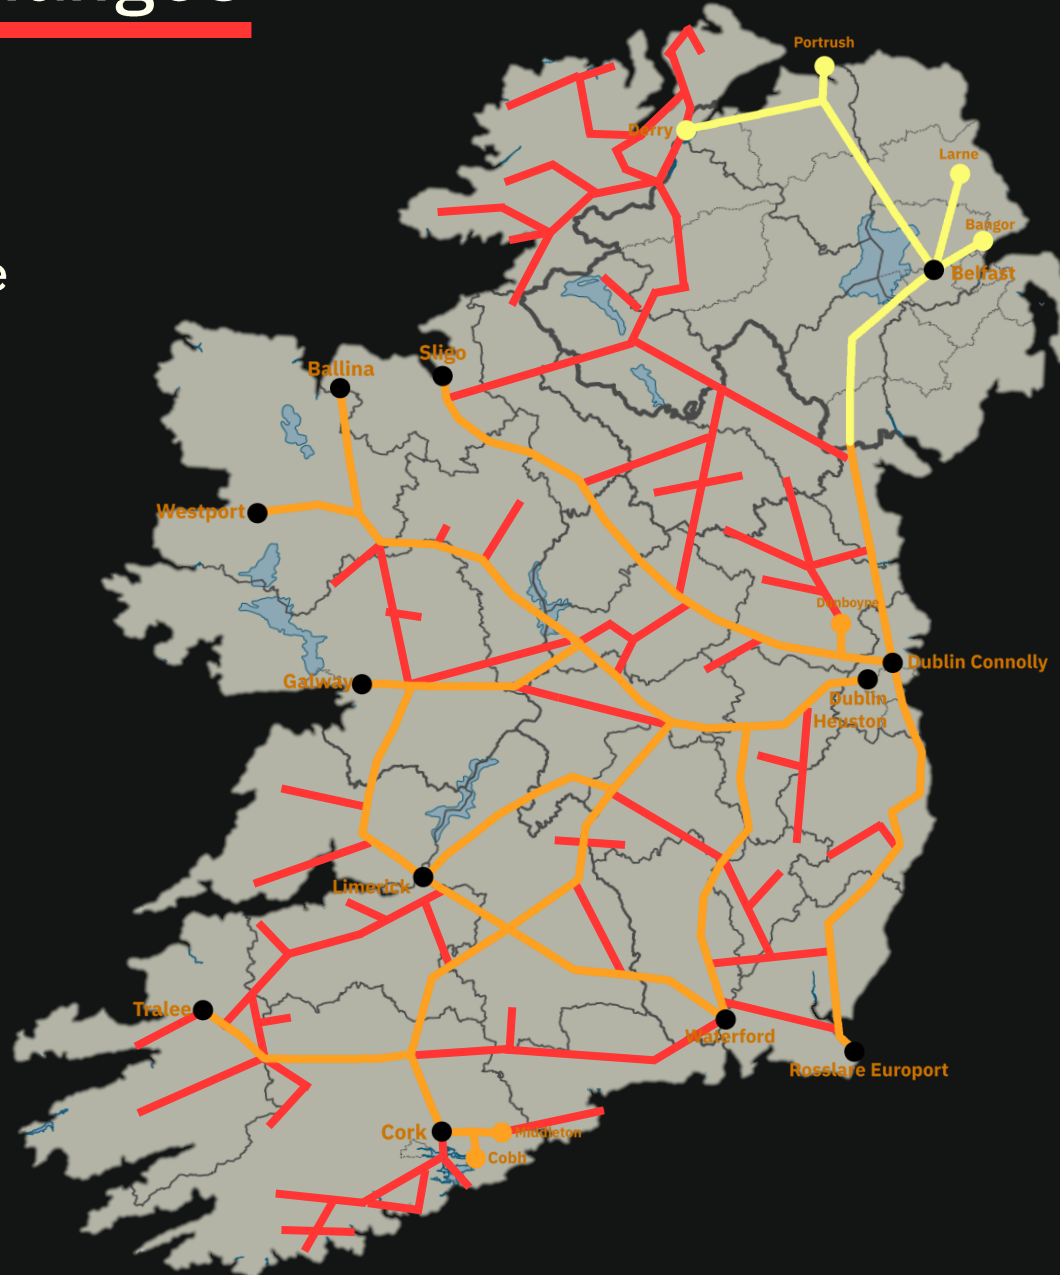 e
Portrush
Derry
Larne
Bangor
Belfast
Sligo
Ballina
Westport
Dunboyne
Dublin Connolly
Galway
Dublin
Heuston
Limerick
Tralee
Waterford
Rosslare Europort
Cork
Middleton
Cobh